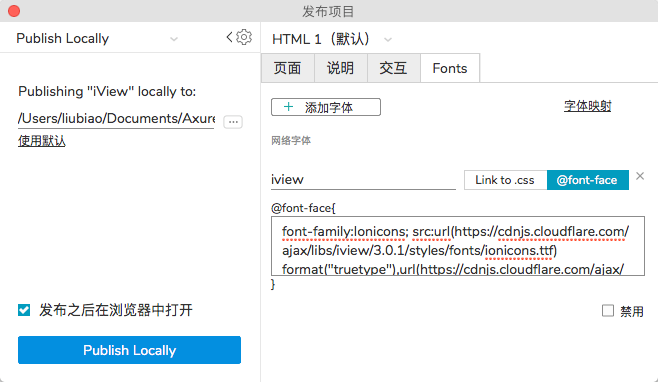 发布项目
Publish Locally
Publishing "iView" locally to:
/Users/liubiao/Documents/Axure
使用默认
发布之后在浏览器中打开
Publish Locally
HTML 1（默认）
页面 说明 交互 Fonts
+ 添加字体 字体映射
网络字体
iview Link to .css @font-face
@font-face{
font-family:Ionicons; src:url(https://cdnjs.cloudflare.com/
ajax/libs/iview/3.0.1/styles/fonts/ionicons.ttf)
format("truetype"),url(https://cdnjs.cloudflare.com/ajax/
}
禁用